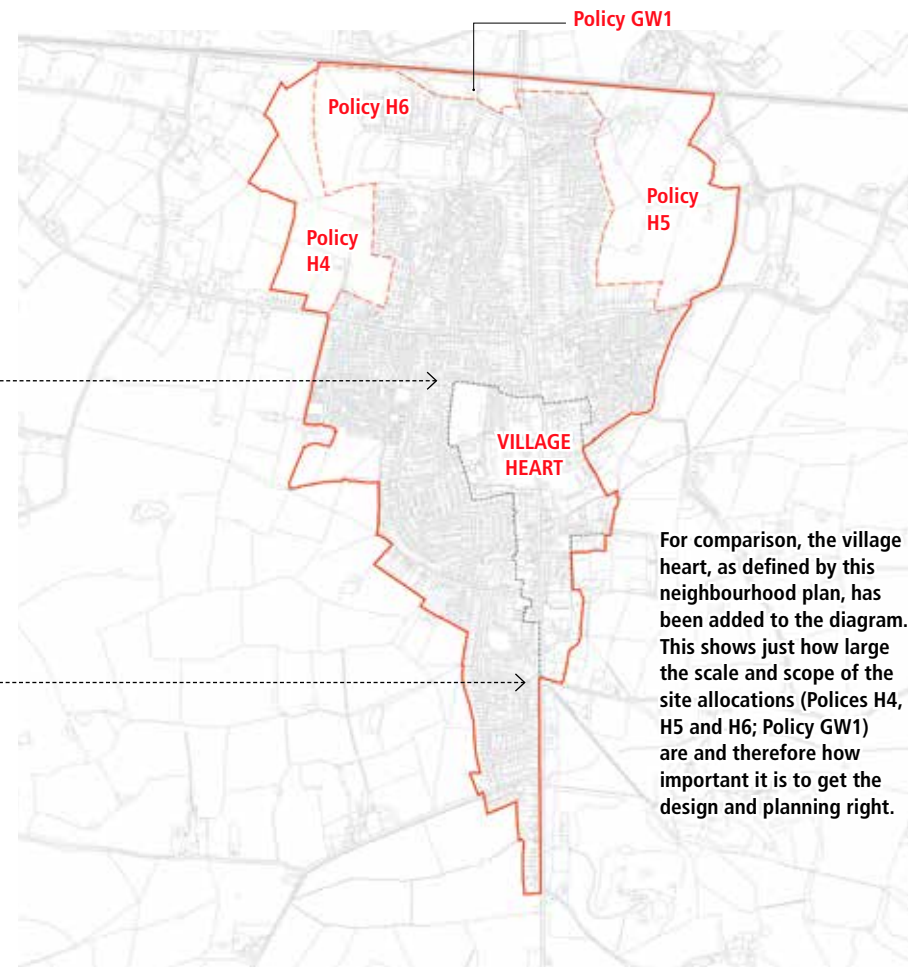 Policy GW1
Policy H6
Policy
H5
Policy
H4
VILLAGE
HEART
For comparison, the village
heart, as defined by this
neighbourhood plan, has
been added to the diagram.
This shows just how large
the scale and scope of the
site allocations (Polices H4,
H5 and H6; Policy GW1)
are and therefore how
important it is to get the
design and planning right.